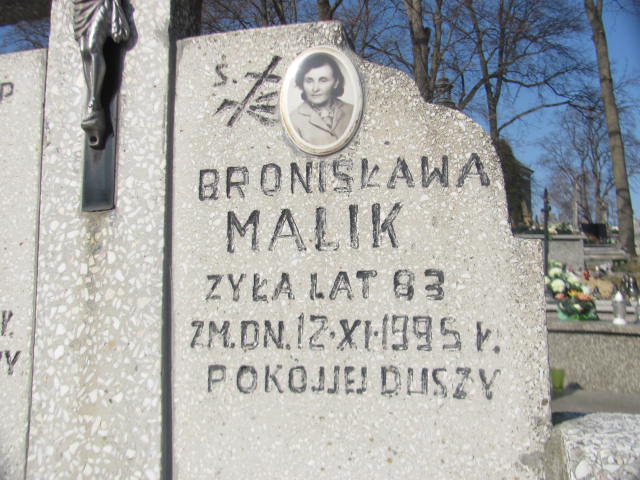 Ś.
BRONISŁAWA
MALIK
ŻYŁA LAT 83
ZM.DN.12.XI.1995 r.
POKÓJ JEJ DUSZY